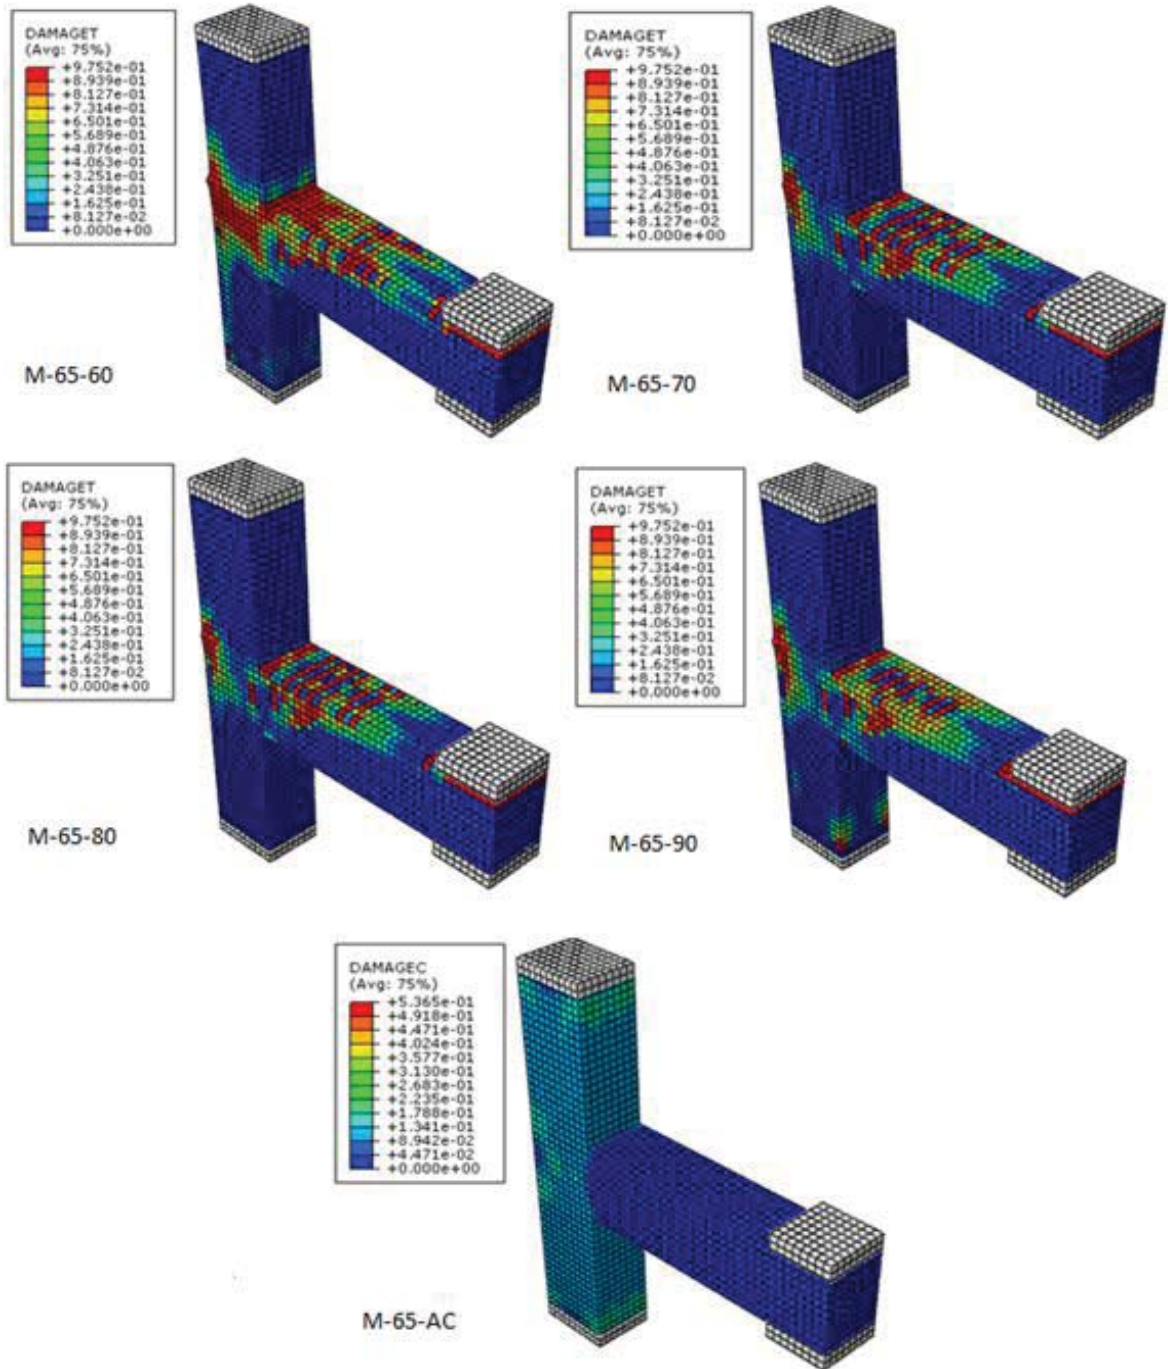 DAMAGET
(Avg: 75%)
+9.752e-01
+8.939e-01
+8.127e-01
+7.314e-01
+6.501e-01
+5.689e-01
+4.876e-01
+4.063e-01
+3.251e-01
+2.438e-01
+1.625e-01
+8.127e-02
+0.000e+00
M-65-60
DAMAGET
(Avg: 75%)
+9.752e-01
+8.939e-01
+8.127e-01
+7.314e-01
+6.501e-01
+5.689e-01
+4.876e-01
+4.063e-01
+3.251e-01
+2.438e-01
+1.625e-01
+8.127e-02
+0.000e+00
M-65-70
DAMAGET
(Avg: 75%)
+9.752e-01
+8.939e-01
+8.127e-01
+7.314e-01
+6.501e-01
+5.689e-01
+4.876e-01
+4.063e-01
+3.251e-01
+2.438e-01
+1.625e-01
+8.127e-02
+0.000e+00
M-65-80
DAMAGET
(Avg: 75%)
+9.752e-01
+8.939e-01
+8.127e-01
+7.314e-01
+6.501e-01
+5.689e-01
+4.876e-01
+4.063e-01
+3.251e-01
+2.438e-01
+1.625e-01
+8.127e-02
+0.000e+00
M-65-90
DAMAGEC
(Avg: 75%)
+5.365e-01
+4.918e-01
+4.471e-01
+4.024e-01
+3.577e-01
+3.130e-01
+2.683e-01
+2.235e-01
+1.788e-01
+1.341e-01
+8.942e-02
+4.471e-02
+0.000e+00
M-65-AC